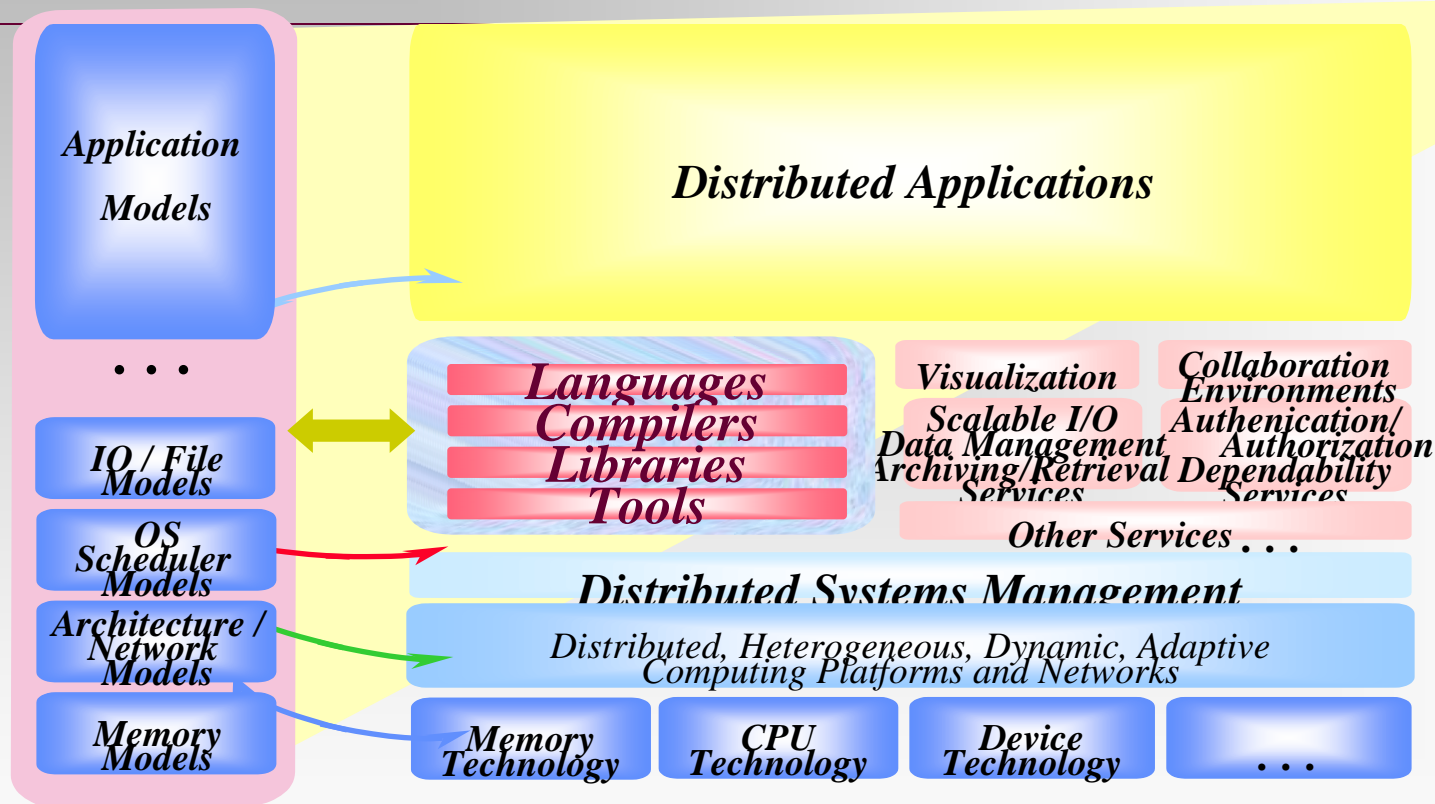 Application
Models
. . .
IO / File
Models
OS
Scheduler
Models
Architecture /
Network
Models
Memory
Models
Distributed Applications
Languages
Compilers
Libraries
Tools
Visualization
Collaboration
Environments
Scalable I/O
Data Management
Archiving/Retrieval
Services
Authenication/
Authorization
Dependability
Services
Other Services . . .
Distributed Systems Management
Distributed, Heterogeneous, Dynamic, Adaptive
Computing Platforms and Networks
Memory
Technology
CPU
Technology
Device
Technology
. . .